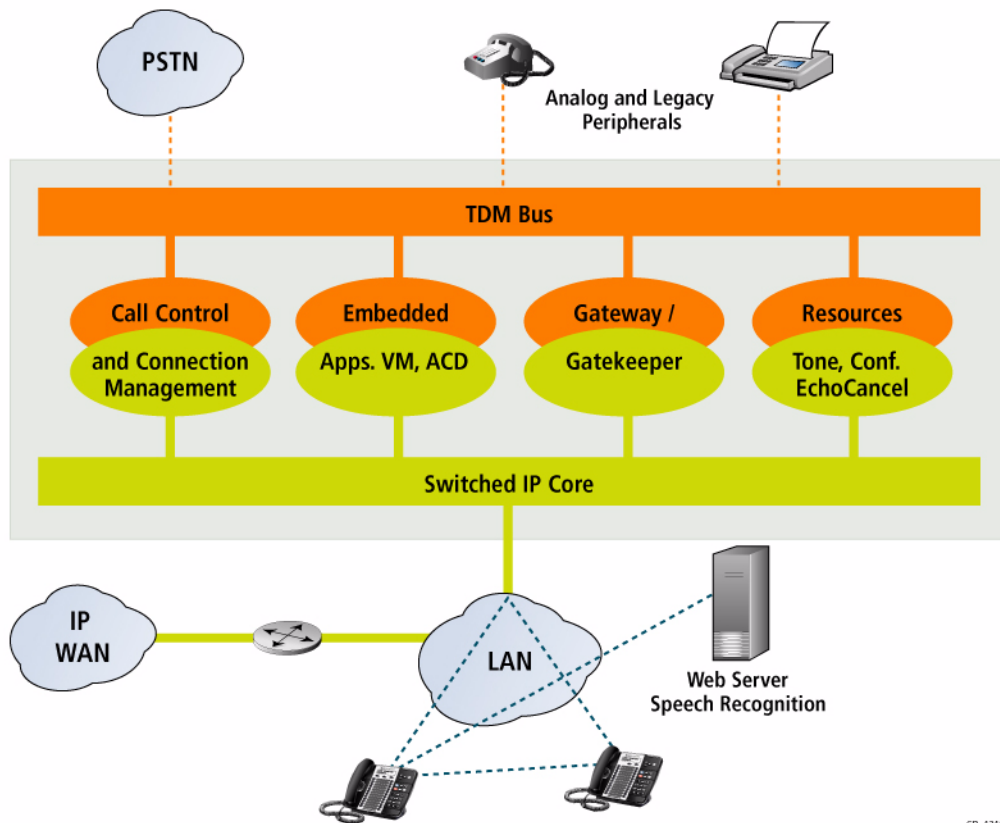 PSTN
Analog and Legacy
Peripherals
TDM Bus
Call Control
and Connection
Management
Embedded
Apps. VM, ACD
Gateway /
Gatekeeper
Resources
Tone, Conf.
EchoCancel
Switched IP Core
IP
WAN
LAN
Web Server
Speech Recognition